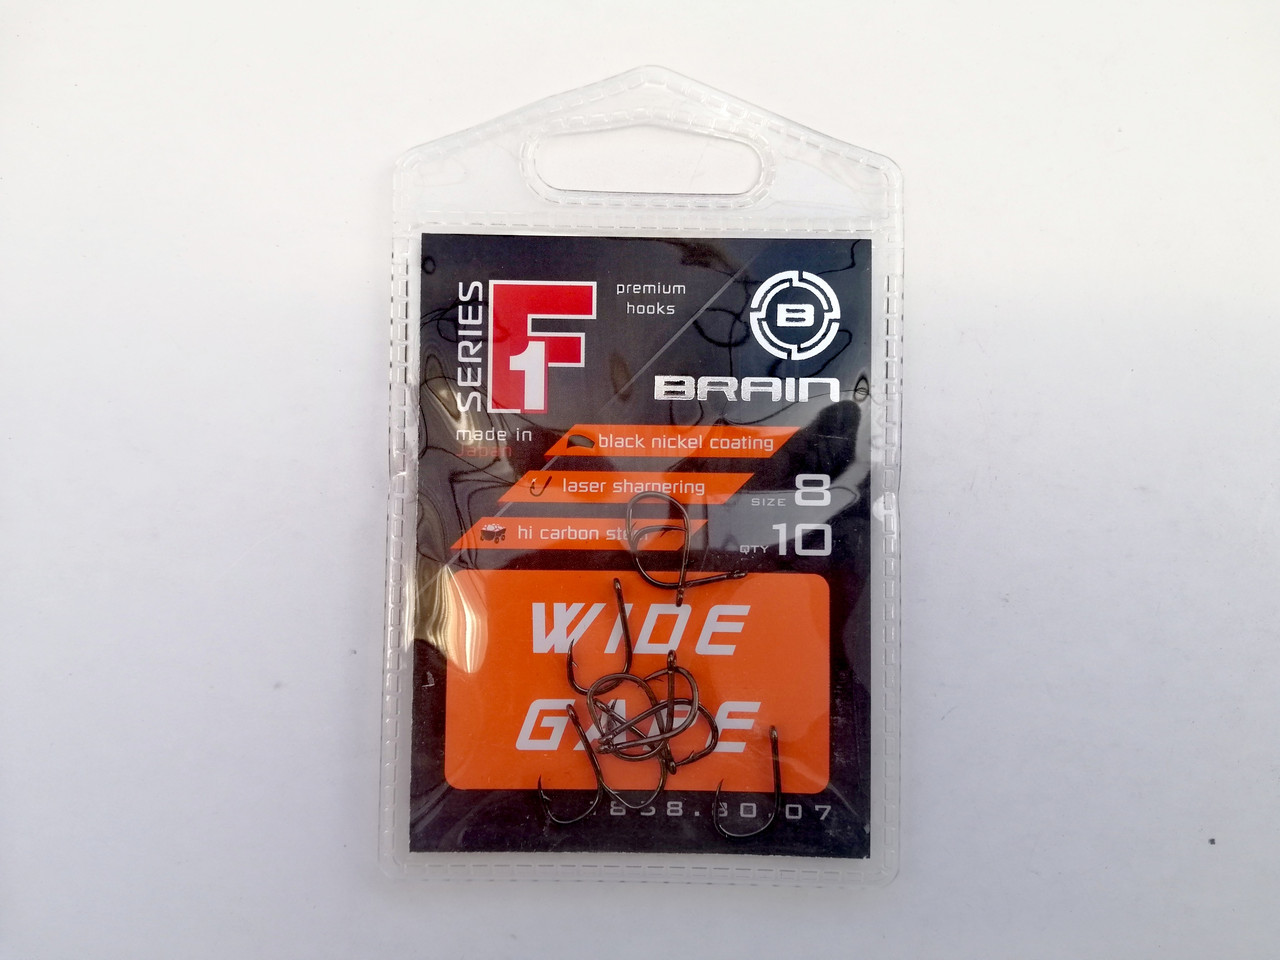 SERIES
F1
premium
hooks
B
BRAIN
made in
Japan
black nickel coating
laser sharpering
SIZE 8
hi carbon steel
QTY 10
WIDE
GAPE